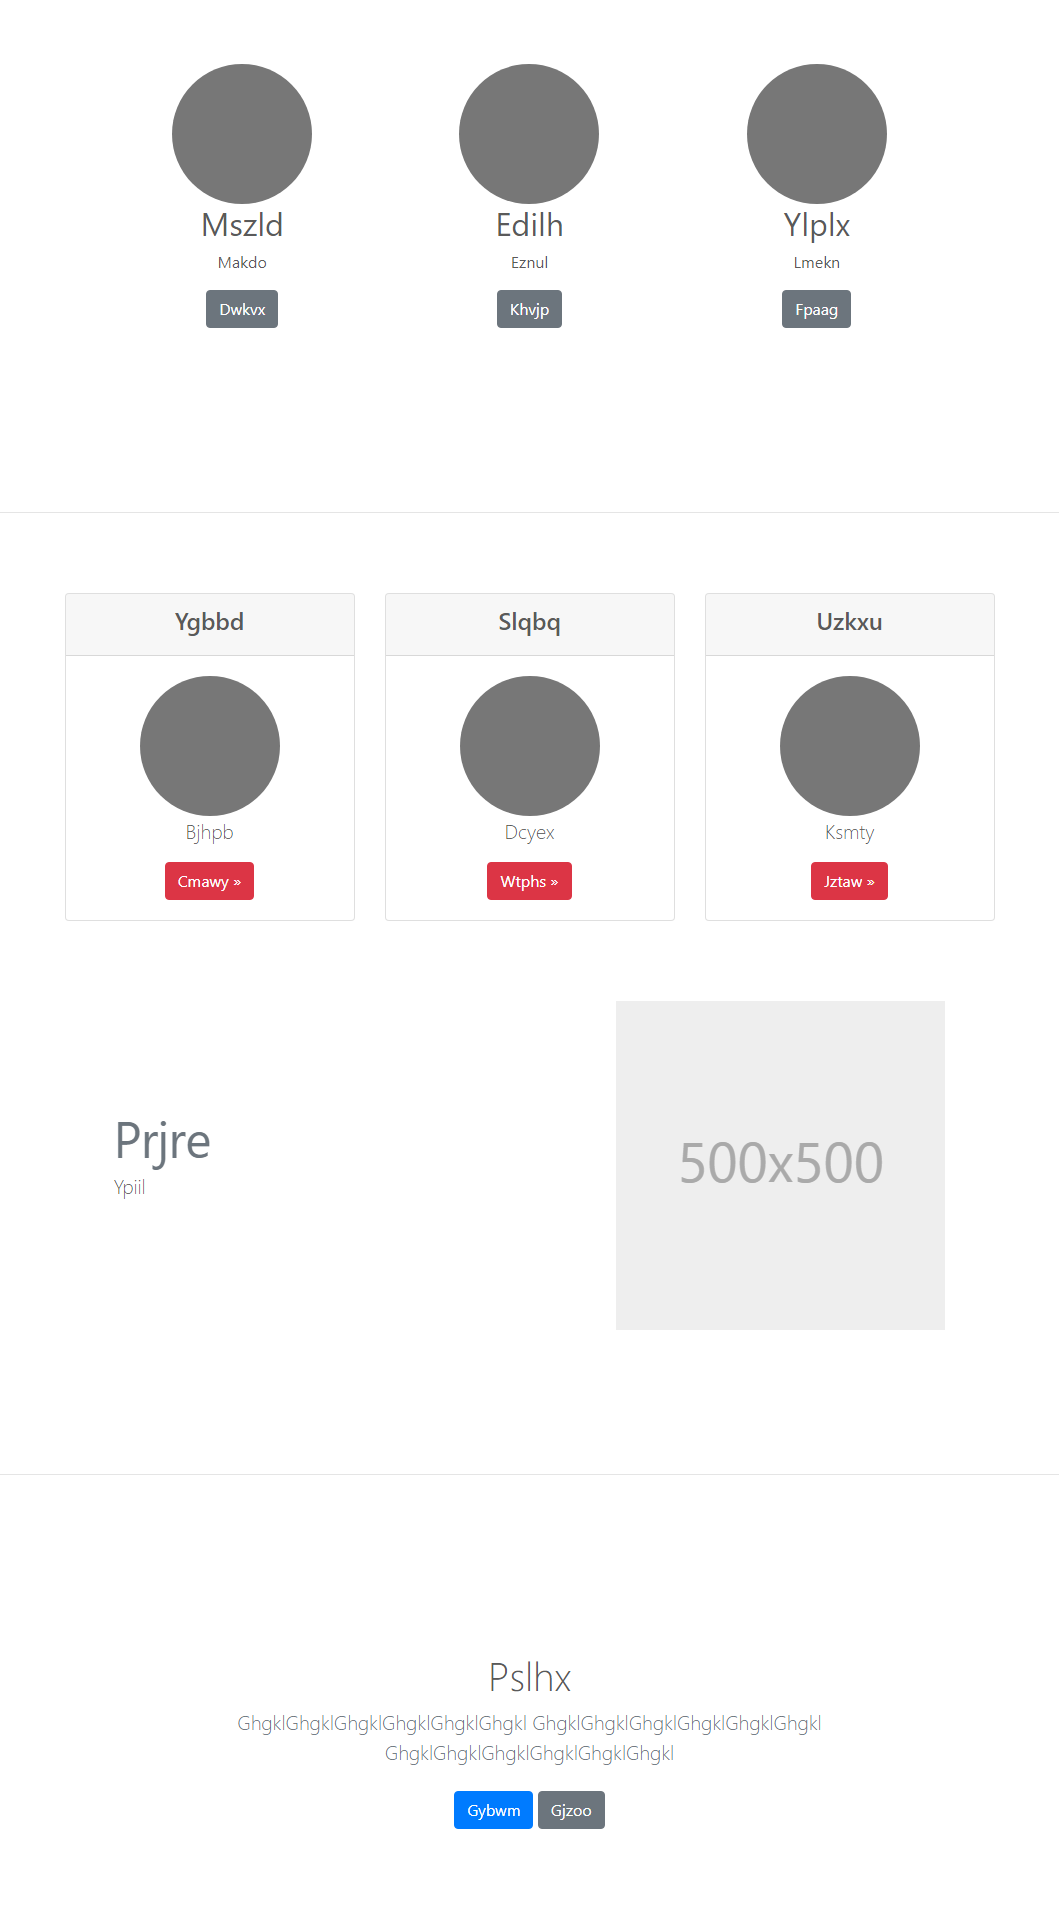 Mszld
Edilh
Ylplx
Makdo
Eznul
Lmekn
Dwkvx
Khvjp
Fpaag
Ygbbd
Slqbq
Uzkxu
Bjhpb
Dcyex
Ksmty
Cmawy »
Wtphs »
Jztaw »
Prjre
Ypiil
500x500
Pslhx
GhgklGhgklGhgklGhgklGhgklGhgkl GhgklGhgklGhgklGhgklGhgklGhgkl
GhgklGhgklGhgklGhgklGhgklGhgkl
Gybwm
Gjzoo